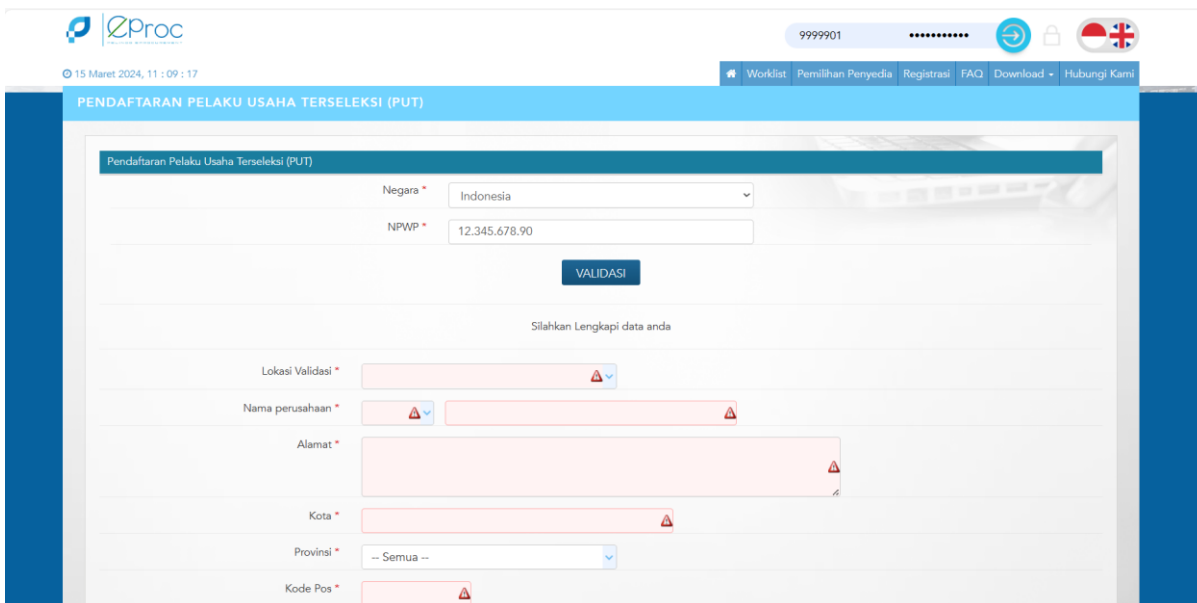 eProc
9999901
•••••••••••
15 Maret 2024, 11 : 09 : 17
Worklist Pemilihan Penyedia Registrasi FAQ Download Hubungi Kami
PENDAFTARAN PELAKU USAHA TERSELEKSI (PUT)
Pendaftaran Pelaku Usaha Terseleksi (PUT)
Negara * Indonesia
NPWP * 12.345.678.90
VALIDASI
Silahkan Lengkapi data anda
Lokasi Validasi *
Nama perusahaan *
Alamat *
Kota *
Provinsi * -- Semua --
Kode Pos *